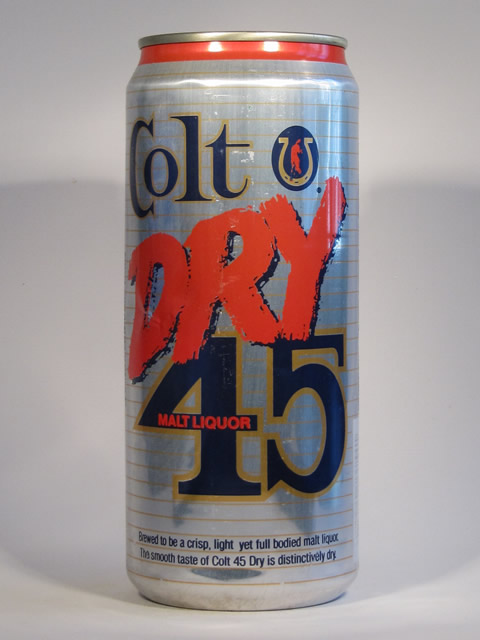 Colt
DRY
45
MALT LIQUOR
Brewed to be a crisp, light yet full bodied malt liquor.
The smooth taste of Colt 45 Dry is distinctively dry.